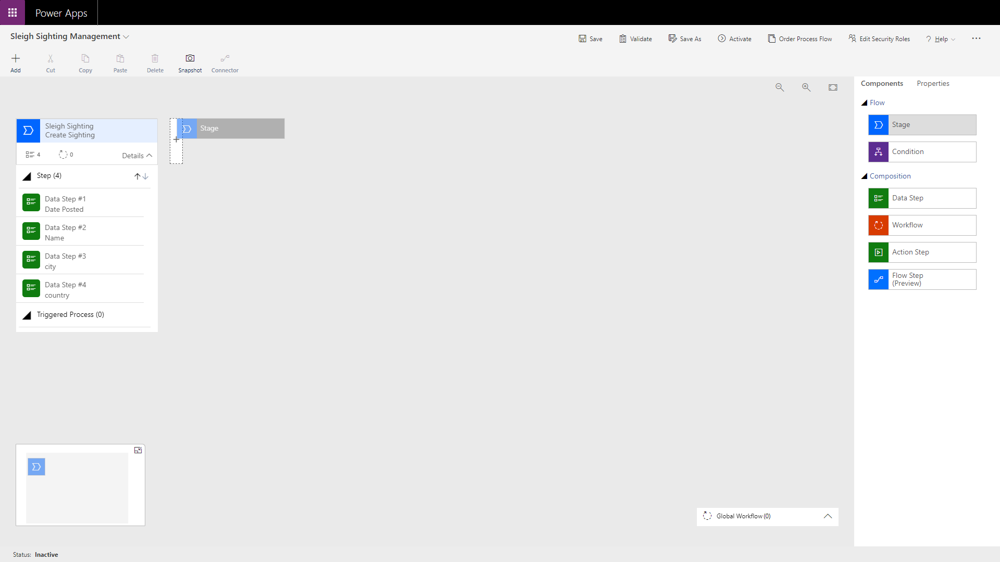 Power Apps
Sleigh Sighting Management
Save
Validate
Save As
Activate
Order Process Flow
Edit Security Roles
? Help
Add
Cut
Copy
Paste
Delete
Snapshot
Connector
Components
Properties
Flow
Stage
Condition
Composition
Data Step
Workflow
Action Step
Flow Step
(Preview)
Sleigh Sighting
Create Sighting
4
0
Details
Step (4)
Data Step #1
Date Posted
Data Step #2
Name
Data Step #3
city
Data Step #4
country
Triggered Process (0)
Stage
Global Workflow (0)
Status: Inactive